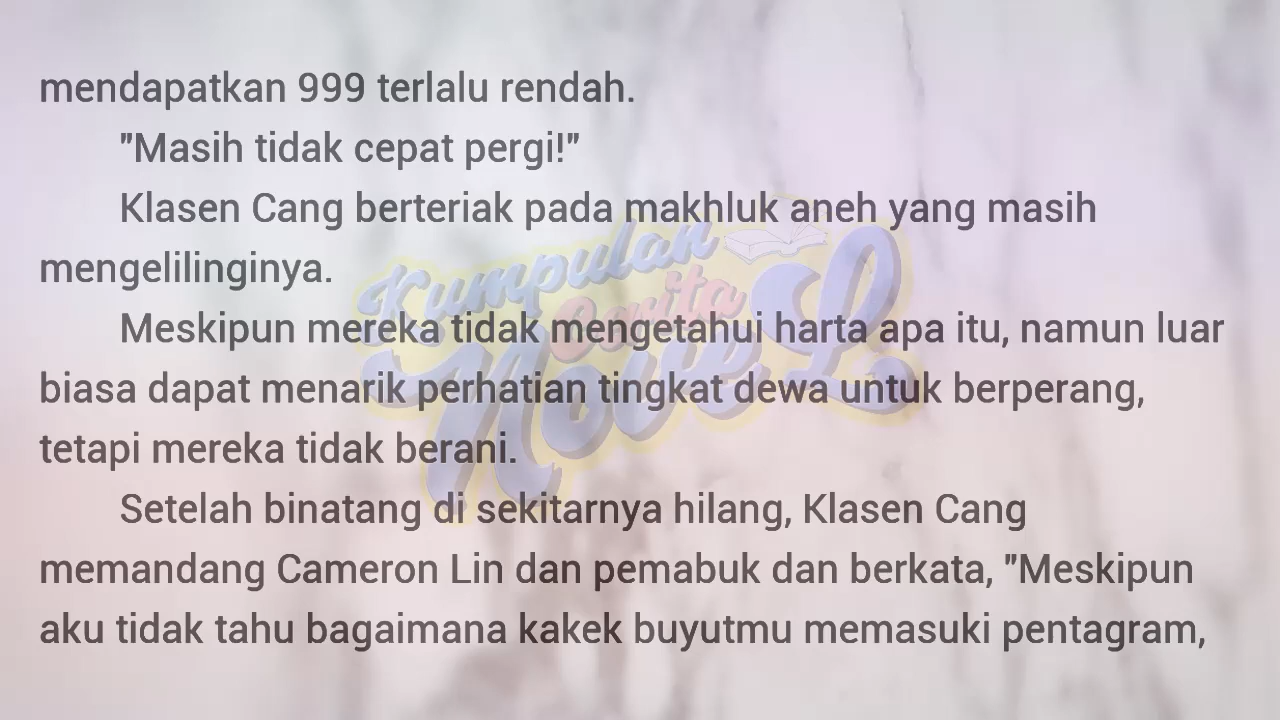 mendapatkan 999 terlalu rendah.
"Masih tidak cepat pergi!"
Klasen Cang berteriak pada makhluk aneh yang masih
mengelilinginya.
Meskipun mereka tidak mengetahui harta apa itu, namun luar
biasa dapat menarik perhatian tingkat dewa untuk berperang,
tetapi mereka tidak berani.
Setelah binatang di sekitarnya hilang, Klasen Cang
memandang Cameron Lin dan pemabuk dan berkata, "Meskipun
aku tidak tahu bagaimana kakek buyutmu memasuki pentagram,
Kumpulan
Cerita
Novel